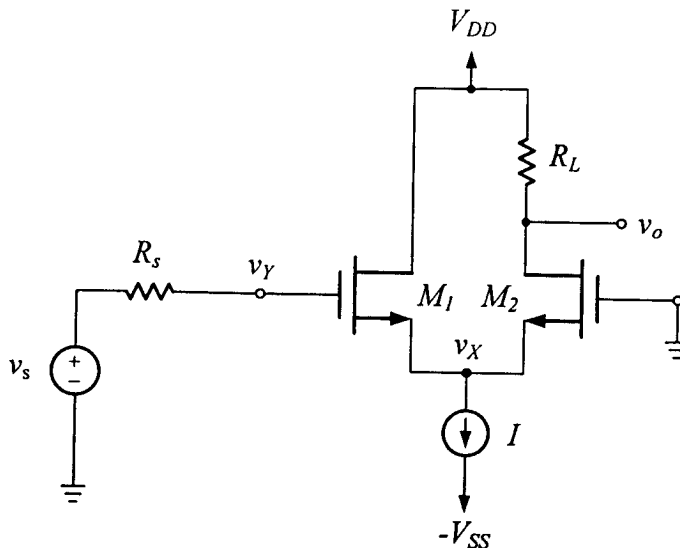 V_DD
R_L
v_o
R_s
v_Y
M_1
M_2
v_X
v_s
+
−
I
-V_SS